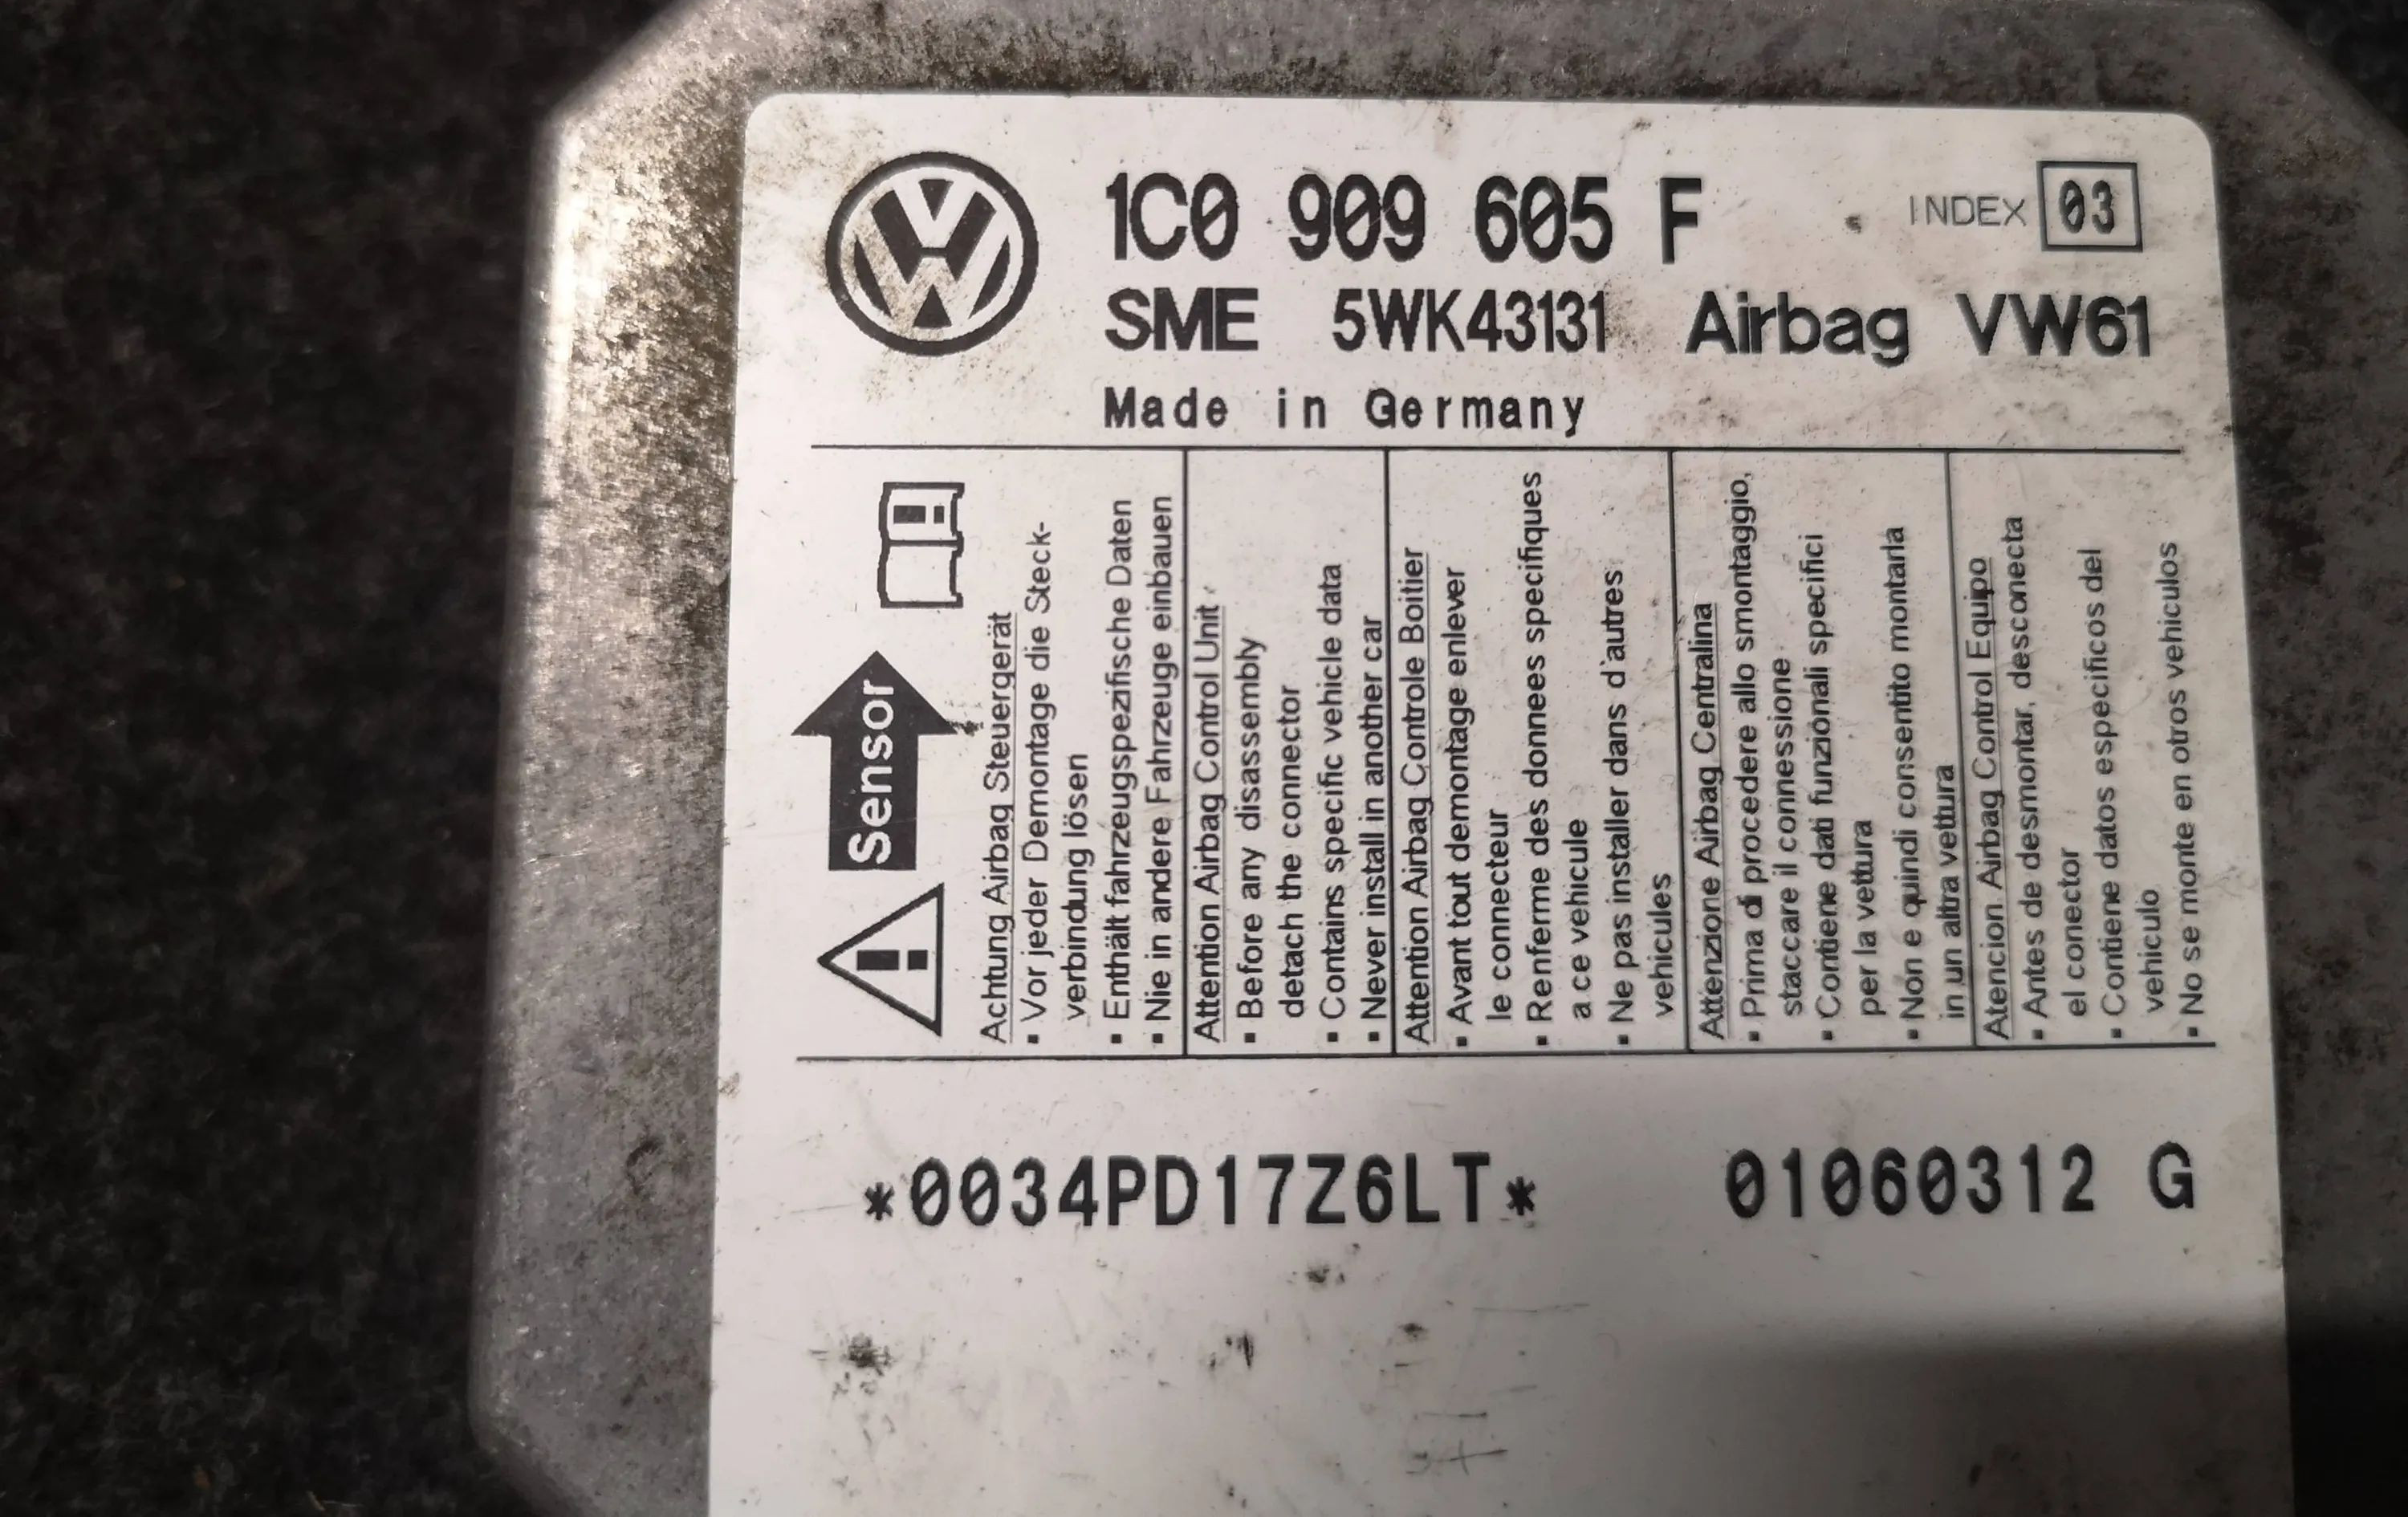 1C0 909 605 F INDEX 03
SME 5WK43131 Airbag VW61
Made in Germany
Sensor
Achtung Airbag Steuergerät
▪ Vor jeder Demontage die Steck-
verbindung lösen
▪ Enthält fahrzeugspezifische Daten
▪ Nie in andere Fahrzeuge einbauen
Attention Airbag Control Unit
▪ Before any disassembly
detach the connector
▪ Contains specific vehicle data
▪ Never install in another car
Attention Airbag Controle Boitier
▪ Avant tout demontage enlever
le connecteur
▪ Renferme des donnees specifiques
a ce vehicule
▪ Ne pas installer dans d'autres
vehicules
Attenzione Airbag Centralina
▪ Prima di procedere allo smontaggio,
staccare il connessione
▪ Contiene dati funzionali specifici
per la vettura
▪ Non e quindi consentito montarla
in un altra vettura
Atencion Airbag Control Equipo
▪ Antes de desmontar, desconecta
el conector
▪ Contiene datos especificos del
vehiculo
▪ No se monte en otros vehiculos
*0034PD17Z6LT* 01060312 G